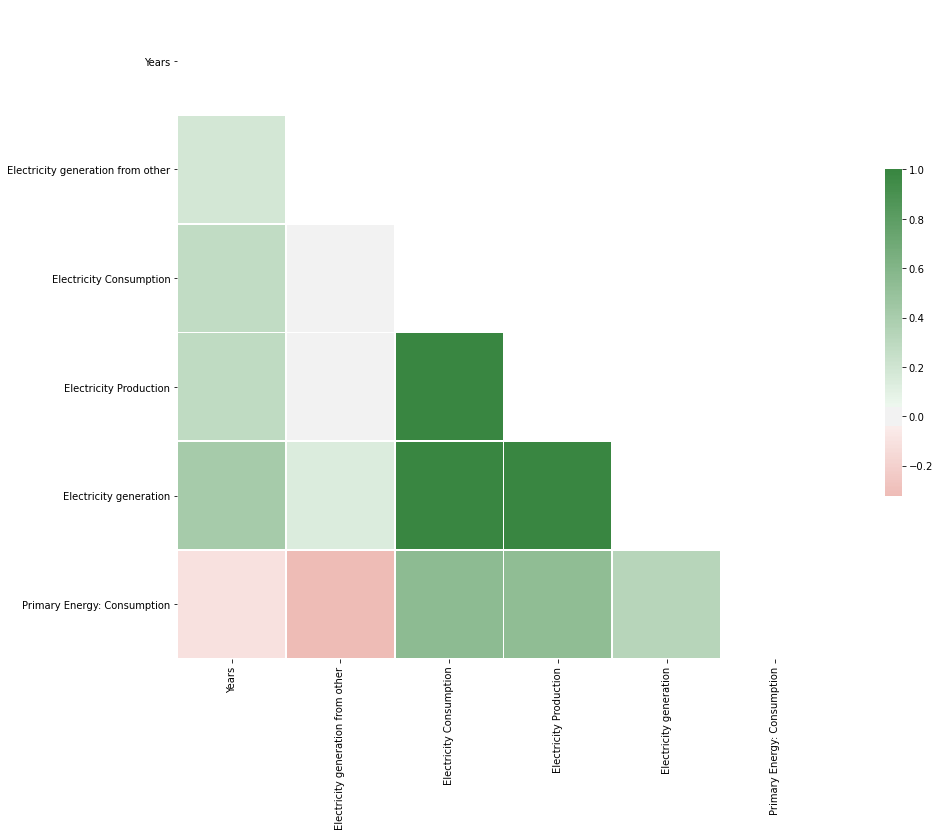 Years
Electricity generation from other
Electricity Consumption
Electricity Production
Electricity generation
Primary Energy: Consumption
Years
Electricity generation from other
Electricity Consumption
Electricity Production
Electricity generation
Primary Energy: Consumption
1.0
0.8
0.6
0.4
0.2
0.0
−0.2